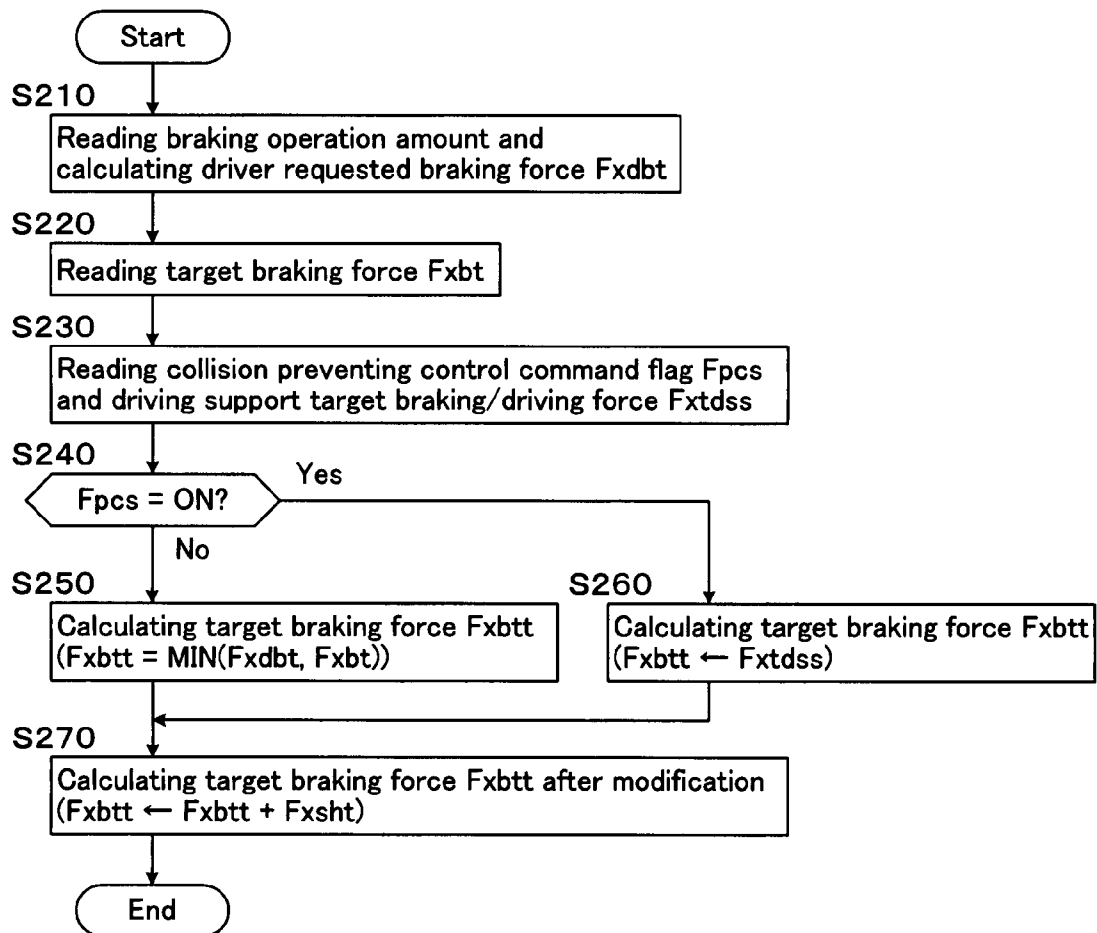 Start
S210
Reading braking operation amount and
calculating driver requested braking force Fxdbt
S220
Reading target braking force Fxbt
S230
Reading collision preventing control command flag Fpcs
and driving support target braking/driving force Fxtdss
S240
Fpcs = ON?
Yes
No
S250
Calculating target braking force Fxbtt
(Fxbtt = MIN(Fxdbt, Fxbt))
S260
Calculating target braking force Fxbtt
(Fxbtt ← Fxtdss)
S270
Calculating target braking force Fxbtt after modification
(Fxbtt ← Fxbtt + Fxsht)
End